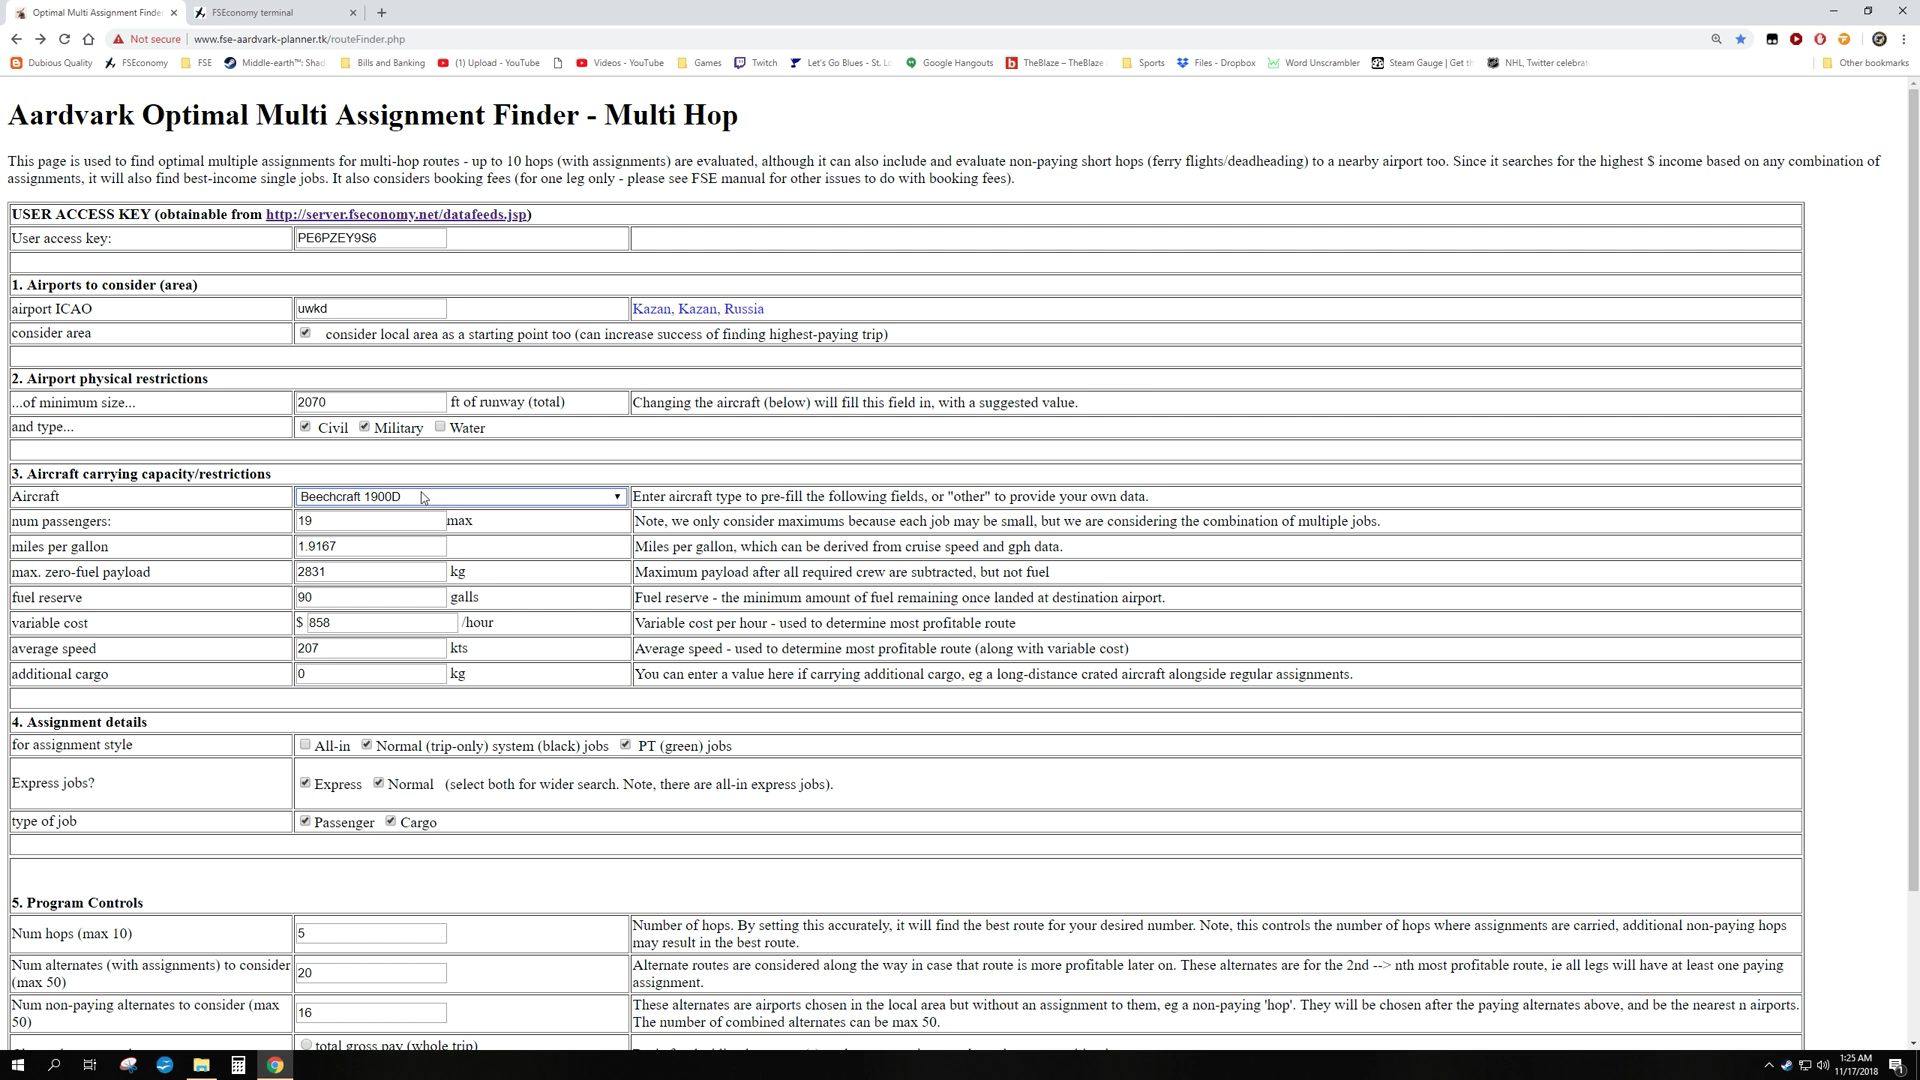 Optimal Multi Assignment Finde
FSEconomy terminal
Not secure
www.fse-aardvark-planner.tk/routeFinder.php
Dubious Quality
FSEconomy
FSE
Middle-earth™: Shad
Bills and Banking
(1) Upload - YouTube
Videos - YouTube
Games
Twitch
Let's Go Blues - St. Lo
Google Hangouts
TheBlaze – TheBlaze
Sports
Files - Dropbox
Word Unscrambler
Steam Gauge | Get th
NHL, Twitter celebrat
Other bookmarks
Aardvark Optimal Multi Assignment Finder - Multi Hop
This page is used to find optimal multiple assignments for multi-hop routes - up to 10 hops (with assignments) are evaluated, although it can also include and evaluate non-paying short hops (ferry flights/deadheading) to a nearby airport too. Since it searches for the highest $ income based on any combination of
assignments, it will also find best-income single jobs. It also considers booking fees (for one leg only - please see FSE manual for other issues to do with booking fees).
USER ACCESS KEY (obtainable from http://server.fseconomy.net/datafeeds.jsp)
User access key: PE6PZEY9S6
1. Airports to consider (area)
airport ICAO uwkd Kazan, Kazan, Russia
consider area consider local area as a starting point too (can increase success of finding highest-paying trip)
2. Airport physical restrictions
...of minimum size... 2070 ft of runway (total) Changing the aircraft (below) will fill this field in, with a suggested value.
and type... Civil Military Water
3. Aircraft carrying capacity/restrictions
Aircraft Beechcraft 1900D Enter aircraft type to pre-fill the following fields, or "other" to provide your own data.
num passengers: 19 max Note, we only consider maximums because each job may be small, but we are considering the combination of multiple jobs.
miles per gallon 1.9167 Miles per gallon, which can be derived from cruise speed and gph data.
max. zero-fuel payload 2831 kg Maximum payload after all required crew are subtracted, but not fuel
fuel reserve 90 galls Fuel reserve - the minimum amount of fuel remaining once landed at destination airport.
variable cost $ 858 /hour Variable cost per hour - used to determine most profitable route
average speed 207 kts Average speed - used to determine most profitable route (along with variable cost)
additional cargo 0 kg You can enter a value here if carrying additional cargo, eg a long-distance crated aircraft alongside regular assignments.
4. Assignment details
for assignment style All-in Normal (trip-only) system (black) jobs PT (green) jobs
Express jobs? Express Normal (select both for wider search. Note, there are all-in express jobs).
type of job Passenger Cargo
5. Program Controls
Num hops (max 10) 5 Number of hops. By setting this accurately, it will find the best route for your desired number. Note, this controls the number of hops where assignments are carried, additional non-paying hops
may result in the best route.
Num alternates (with assignments) to consider
(max 50) 20 Alternate routes are considered along the way in case that route is more profitable later on. These alternates are for the 2nd --> nth most profitable route, ie all legs will have at least one paying
assignment.
Num non-paying alternates to consider (max
50) 16 These alternates are airports chosen in the local area but without an assignment to them, eg a non-paying 'hop'. They will be chosen after the paying alternates above, and be the nearest n airports.
The number of combined alternates can be max 50.
total gross pay (whole trip)
1:25 AM
11/17/2018